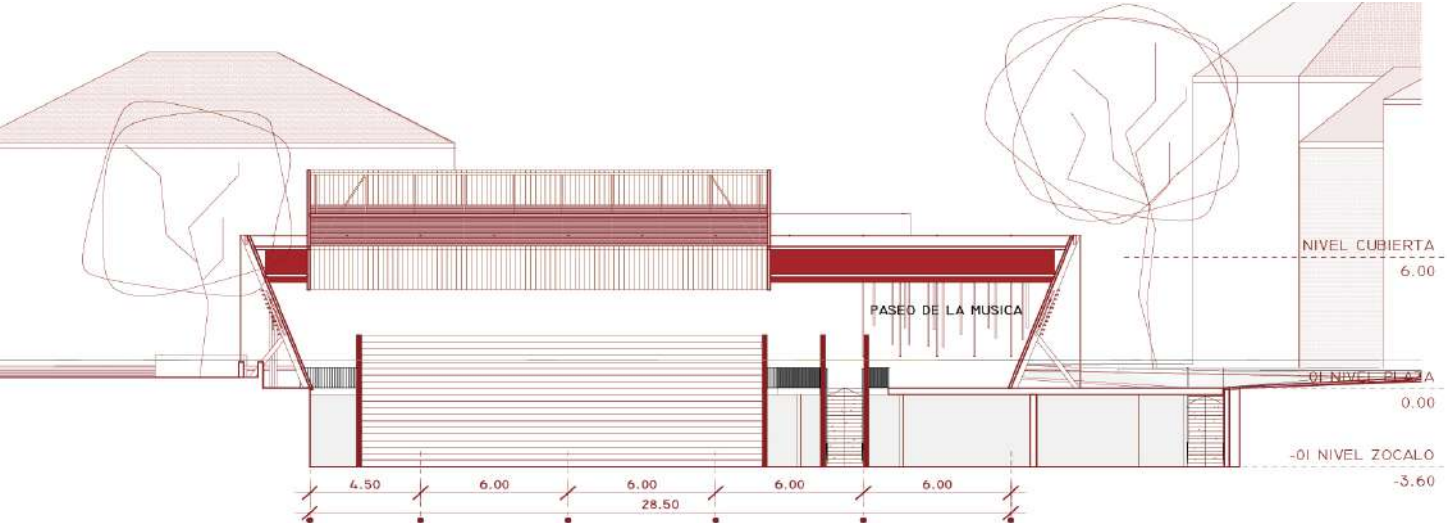 NIVEL CUBIERTA
6.00
PASEO DE LA MUSICA
01 NIVEL PLAZA
0.00
-01 NIVEL ZOCALO
-3.60
4.50 6.00 6.00 6.00 6.00
28.50